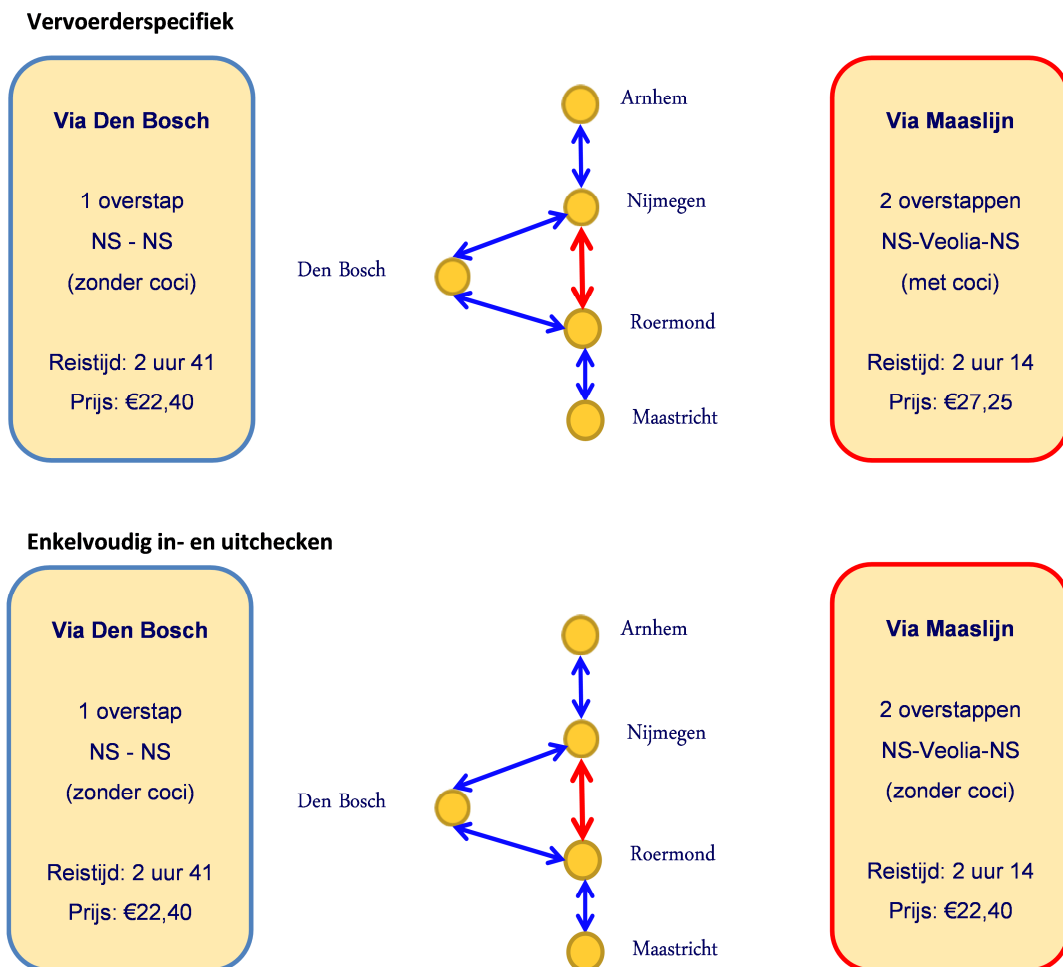 Vervoerderspecifiek
Via Den Bosch
1 overstap
NS - NS
(zonder coci)
Reistijd: 2 uur 41
Prijs: €22,40
Arnhem
Nijmegen
Den Bosch
Roermond
Maastricht
Via Maaslijn
2 overstappen
NS-Veolia-NS
(met coci)
Reistijd: 2 uur 14
Prijs: €27,25
Enkelvoudig in- en uitchecken
Via Den Bosch
1 overstap
NS - NS
(zonder coci)
Reistijd: 2 uur 41
Prijs: €22,40
Arnhem
Nijmegen
Den Bosch
Roermond
Maastricht
Via Maaslijn
2 overstappen
NS-Veolia-NS
(zonder coci)
Reistijd: 2 uur 14
Prijs: €22,40